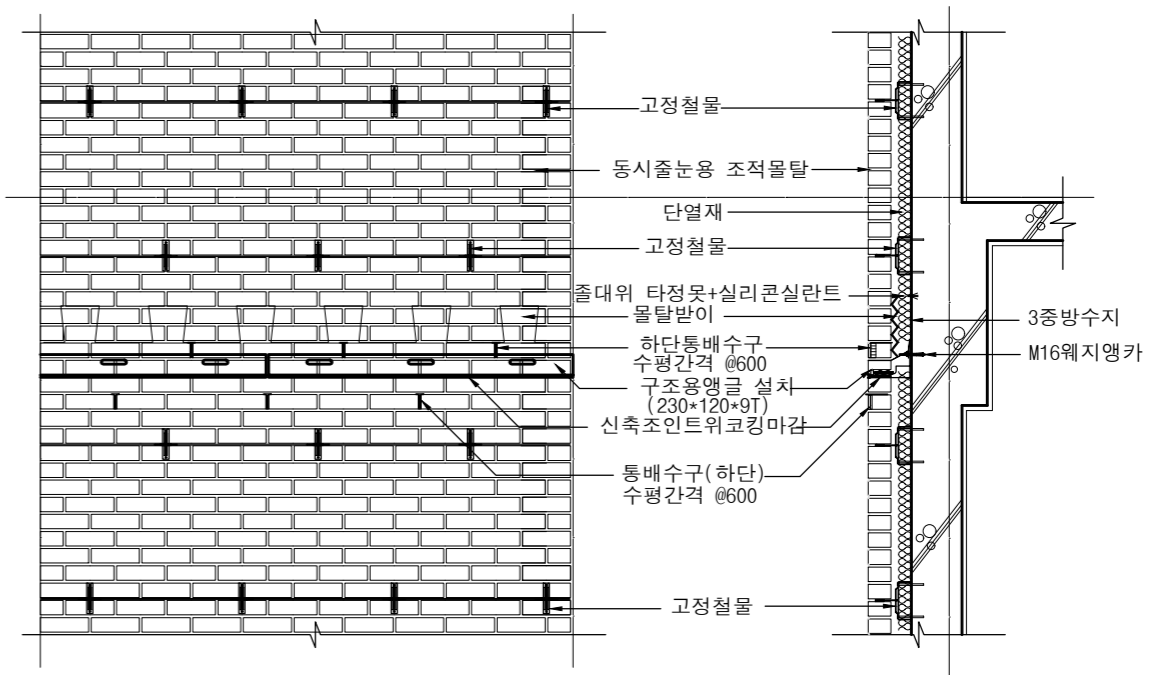 고정철물
동시줄눈용 조적몰탈
단열재
고정철물
졸대위 타정못+실리콘실란트
몰탈받이
3중방수지
하단통배수구
수평간격 @600
M16웨지앵카
구조용앵글 설치
(230*120*9T)
신축조인트위코킹마감
통배수구(하단)
수평간격 @600
고정철물